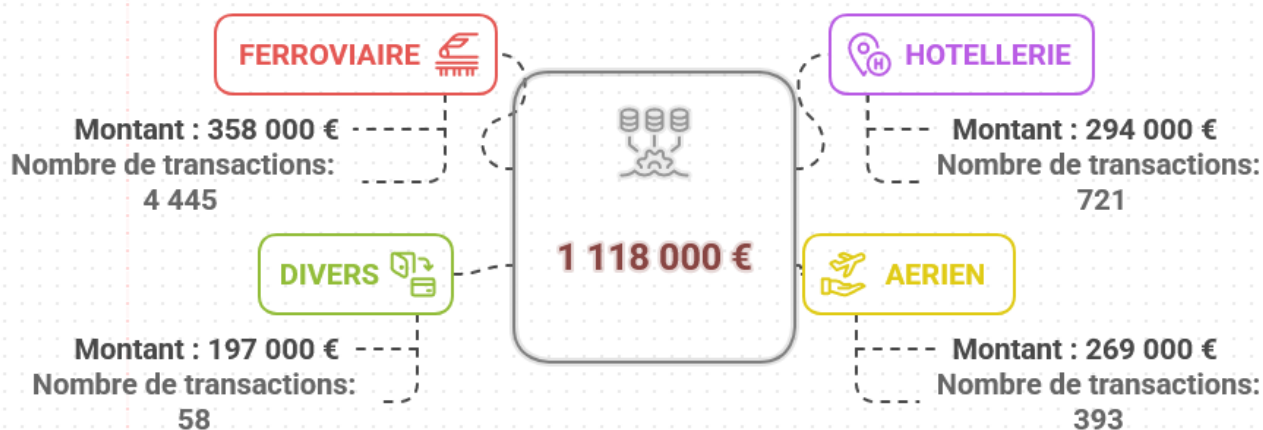 FERROVIAIRE
Montant : 358 000 €
Nombre de transactions:
4 445
HOTELLERIE
H
Montant : 294 000 €
Nombre de transactions:
721
1 118 000 €
DIVERS
Montant : 197 000 €
Nombre de transactions:
58
AERIEN
Montant : 269 000 €
Nombre de transactions:
393